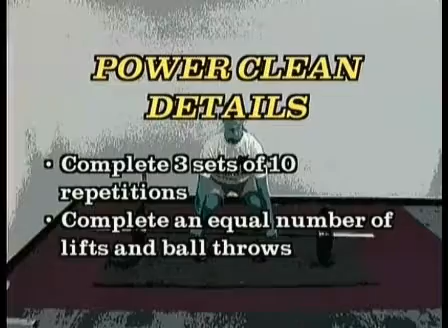 POWER CLEAN
DETAILS
• Complete 3 sets of 10
repetitions
• Complete an equal number of
lifts and ball throws